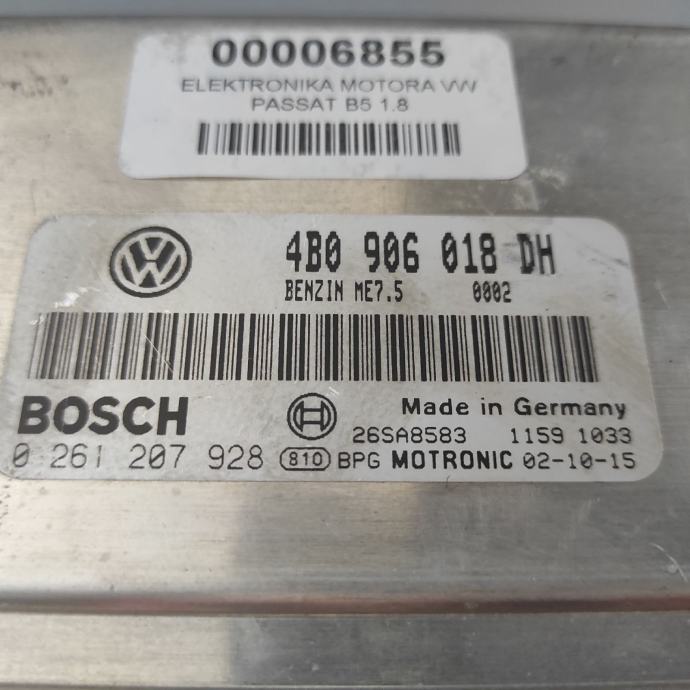 00006855
ELEKTRONIKA MOTORA VW
PASSAT B5 1.8
4B0 906 018 DH
BENZIN ME7.5 0002
BOSCH
Made in Germany
26SA8583 1159 1033
0 261 207 928 810 BPG MOTRONIC 02-10-15